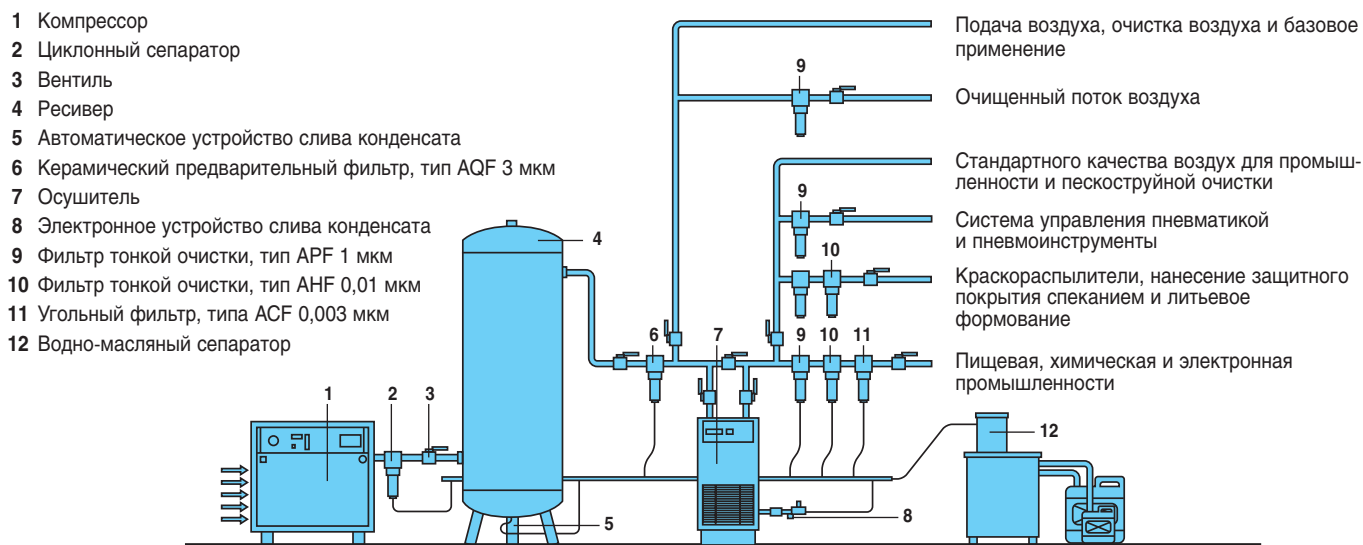 1 Компрессор
2 Циклонный сепаратор
3 Вентиль
4 Ресивер
5 Автоматическое устройство слива конденсата
6 Керамический предварительный фильтр, тип AQF 3 мкм
7 Осушитель
8 Электронное устройство слива конденсата
9 Фильтр тонкой очистки, тип APF 1 мкм
10 Фильтр тонкой очистки, тип AHF 0,01 мкм
11 Угольный фильтр, типа ACF 0,003 мкм
12 Водно-масляный сепаратор
Подача воздуха, очистка воздуха и базовое
применение
9
Очищенный поток воздуха
Стандартного качества воздух для промыш-
ленности и пескоструйной очистки
9
Система управления пневматикой
и пневмоинструменты
4
10
Краскораспылители, нанесение защитного
покрытия спеканием и литьевое
формование
6
7
9
10
11
Пищевая, химическая и электронная
промышленности
1
2
3
12
5
8